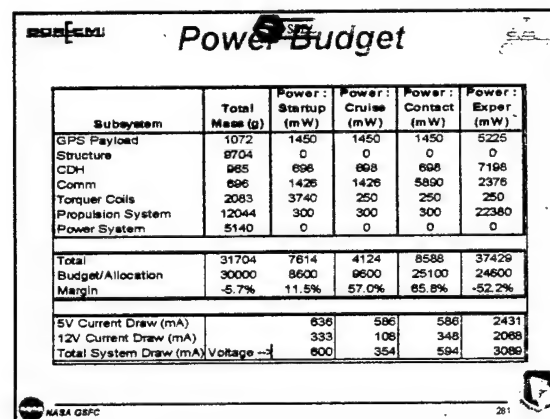 Power Budget
Subsystem | Total Mass (g) | Power: Startup (mW) | Power: Cruise (mW) | Power: Contact (mW) | Power: Exper (mW)
GPS Payload 1072 1450 1450 1450 5225
Structure 9704 0 0 0 0
CDH 965 698 698 698 7198
Comm 696 1426 1426 5890 2376
Torquer Coils 2083 3740 250 250 250
Propulsion System 12044 300 300 300 22380
Power System 5140 0 0 0 0
Total 31704 7614 4124 8588 37429
Budget/Allocation 30000 8600 9600 25100 24600
Margin -5.7% 11.5% 57.0% 65.8% -52.2%
5V Current Draw (mA) 636 586 586 2431
12V Current Draw (mA) 333 108 348 2068
Total System Draw (mA) Voltage --> 600 354 594 3089
NASA GSFC 281